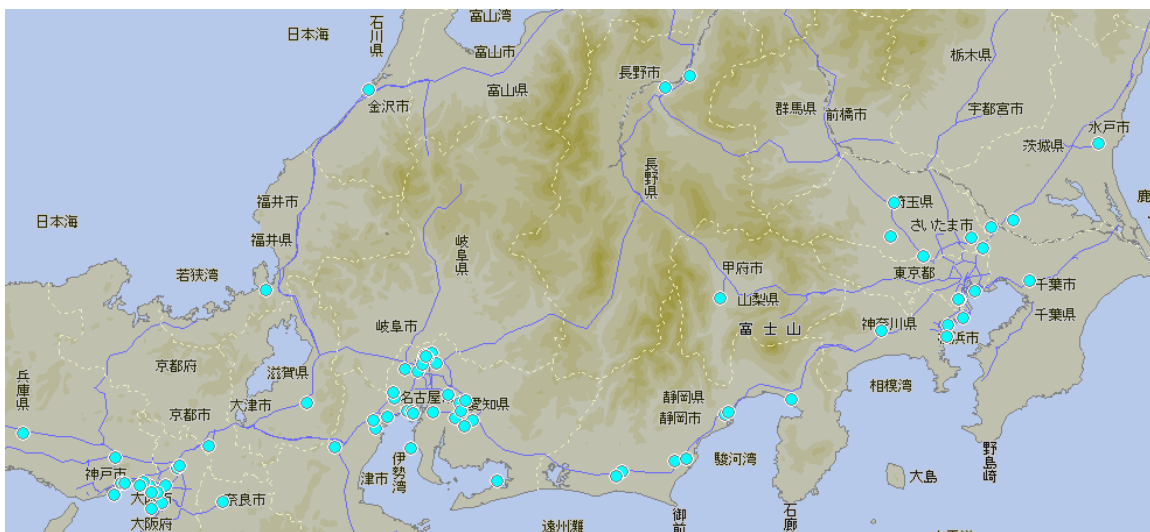 富山湾
石川県
日本海
富山市
長野市
栃木県
富山県
金沢市
群馬県
前橋市
宇都宮市
水戸市
茨城県
長野県
福井市
埼玉県
日本海
さいたま市
福井県
岐阜県
若狭湾
甲府市
東京都
千葉市
山梨県
千葉県
岐阜市
富士山
神奈川県
横浜市
京都府
滋賀県
兵庫県
相模湾
大津市
名古屋
愛知県
静岡県
京都市
静岡市
野島崎
伊勢湾
駿河湾
神戸市
津市
大島
奈良市
大阪府
御前
石廊
遠州灘